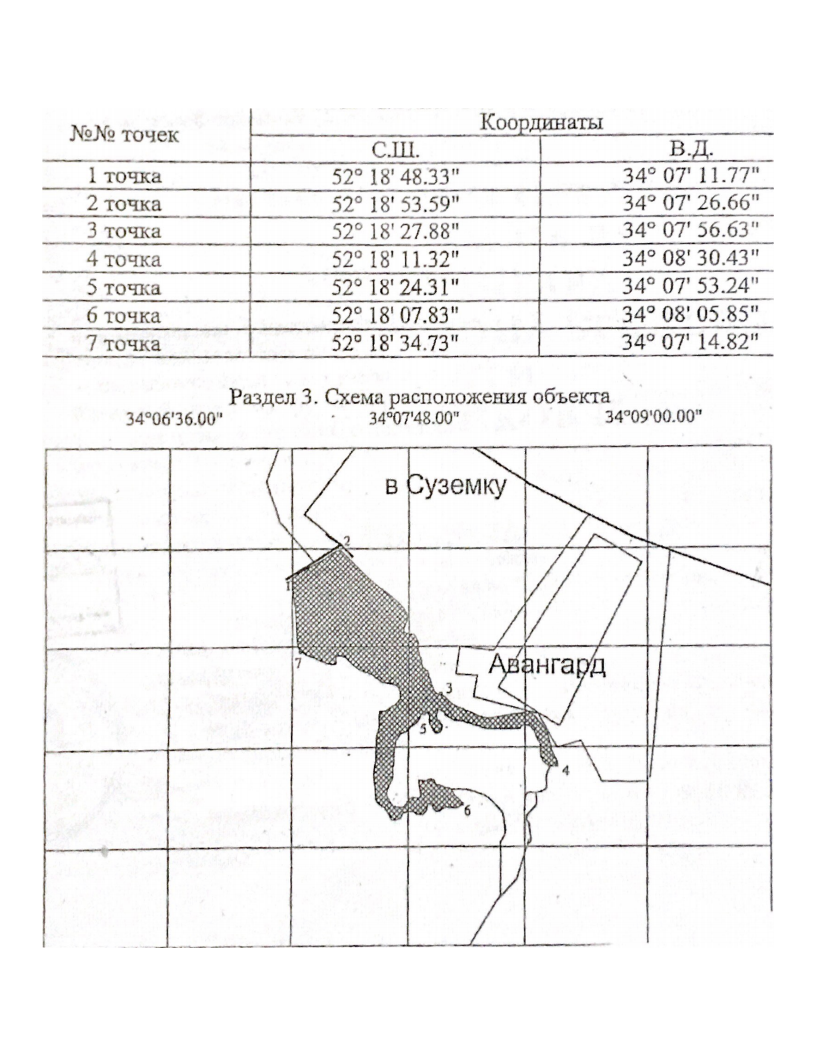 №№ точек Координаты
С.Ш. В.Д.
1 точка 52° 18' 48.33" 34° 07' 11.77"
2 точка 52° 18' 53.59" 34° 07' 26.66"
3 точка 52° 18' 27.88" 34° 07' 56.63"
4 точка 52° 18' 11.32" 34° 08' 30.43"
5 точка 52° 18' 24.31" 34° 07' 53.24"
6 точка 52° 18' 07.83" 34° 08' 05.85"
7 точка 52° 18' 34.73" 34° 07' 14.82"
Раздел 3. Схема расположения объекта
34°06'36.00" 34°07'48.00" 34°09'00.00"
в Суземку
2
1
7
Авангард
3
5
4
6